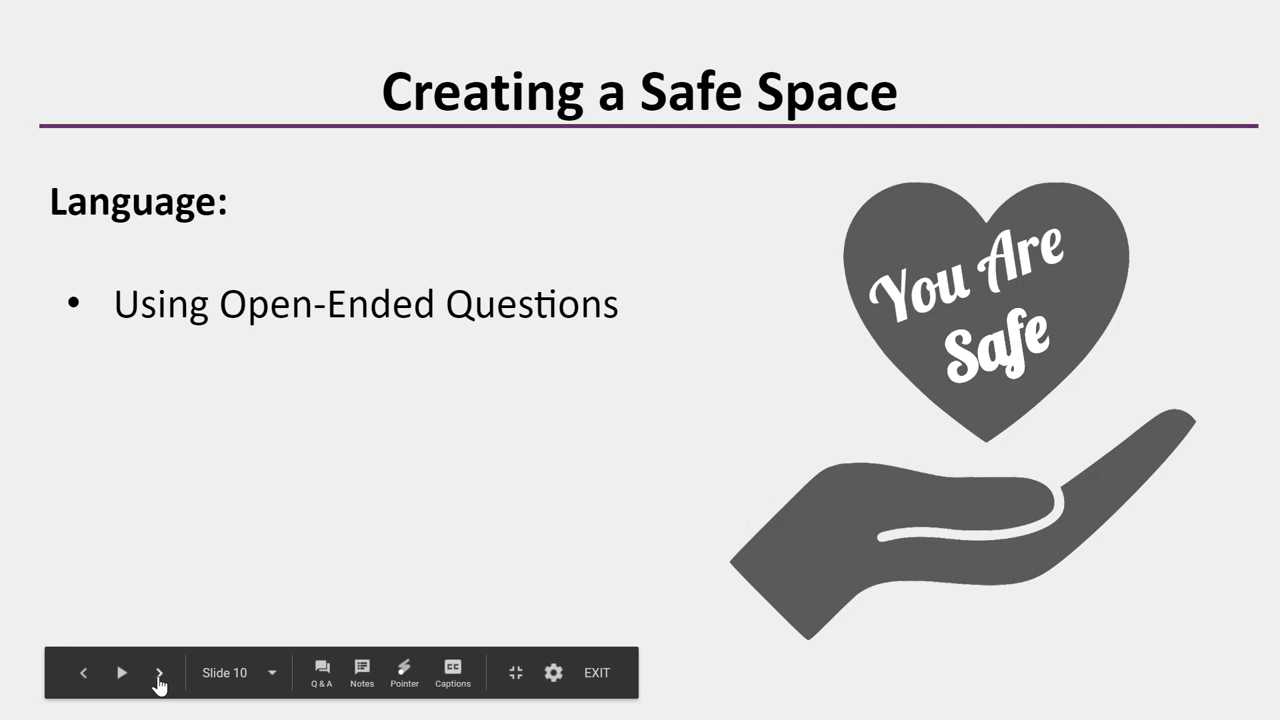 Creating a Safe Space
Language:
• Using Open-Ended Questions
You Are
Safe
Slide 10
Q & A
Notes
Pointer
Captions
EXIT